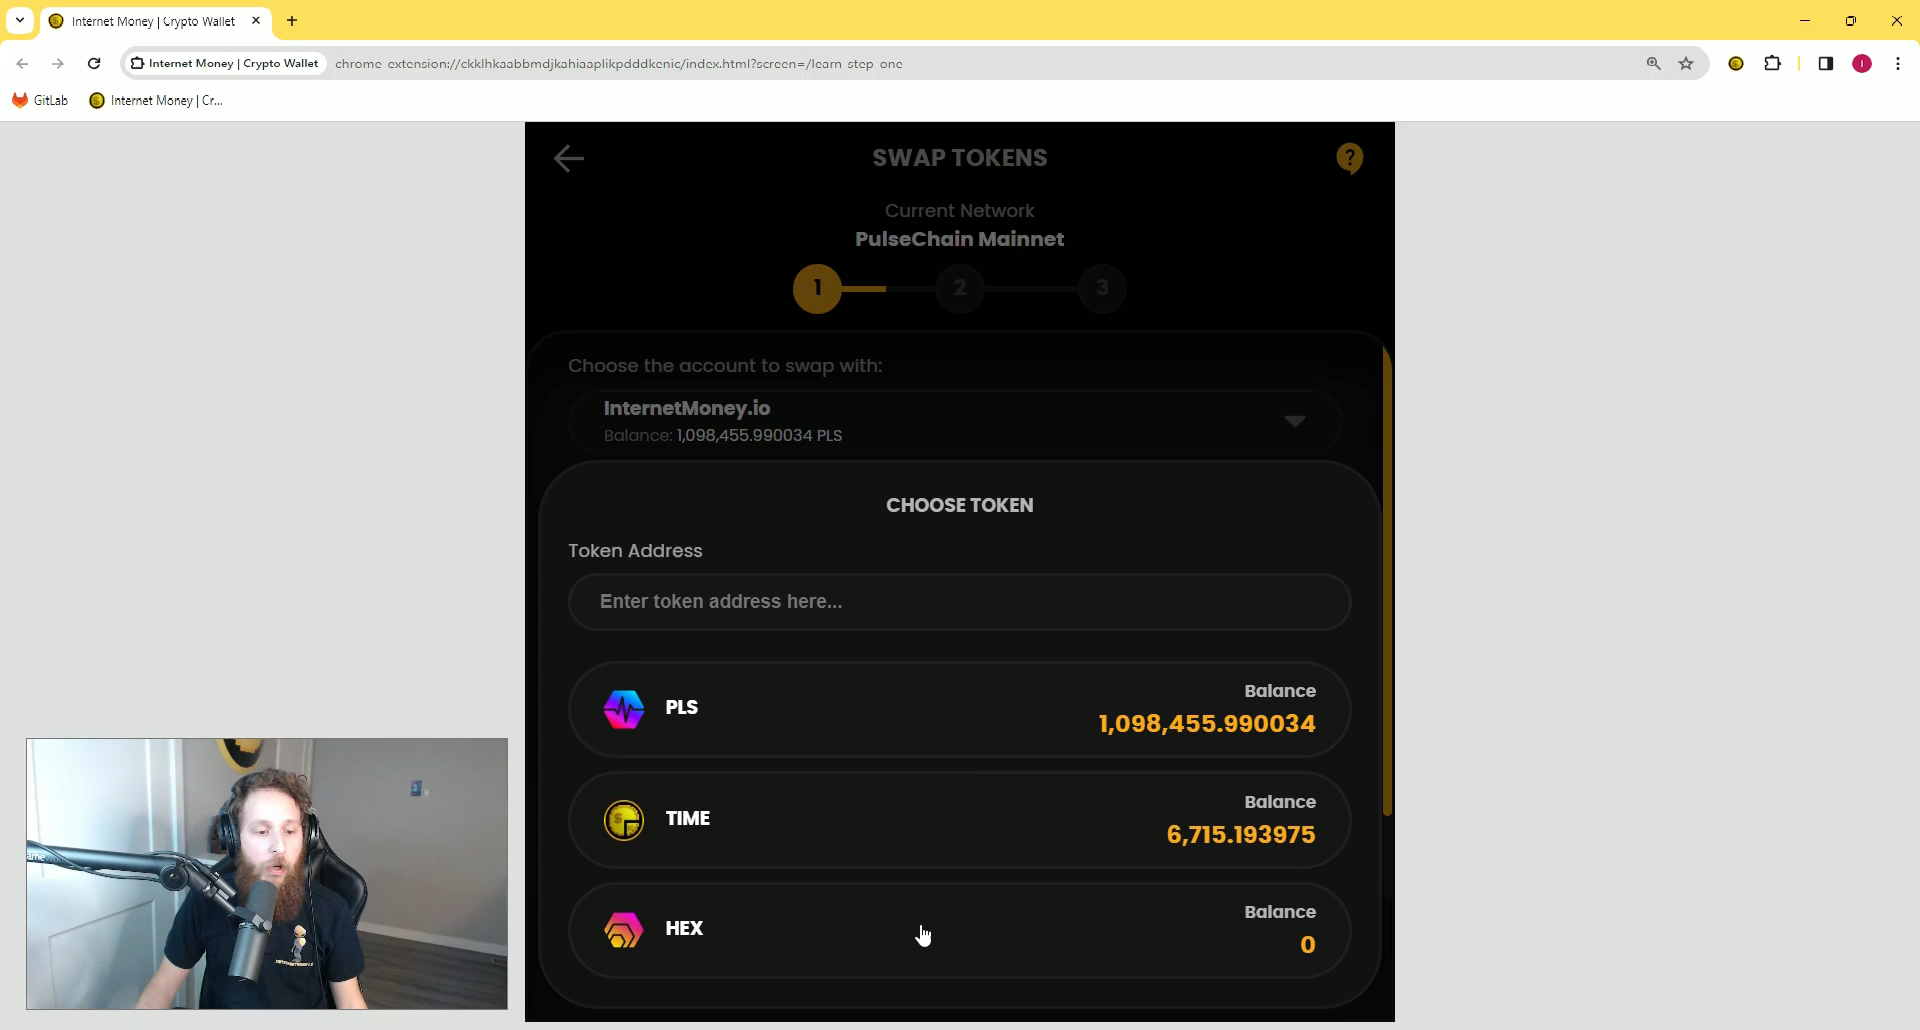 Internet Money | Crypto Wallet
Internet Money | Crypto Wallet
chrome-extension://ckklhkaabbmdjkahiaaplikpdddkenic/index.html?screen=/learn-step-one
I
GitLab
Internet Money | Cr...
SWAP TOKENS
?
Current Network
PulseChain Mainnet
1
2
3
Choose the account to swap with:
InternetMoney.io
Balance: 1,098,455.990034 PLS
CHOOSE TOKEN
Token Address
Enter token address here...
PLS
Balance
1,098,455.990034
TIME
Balance
6,715.193975
HEX
Balance
0